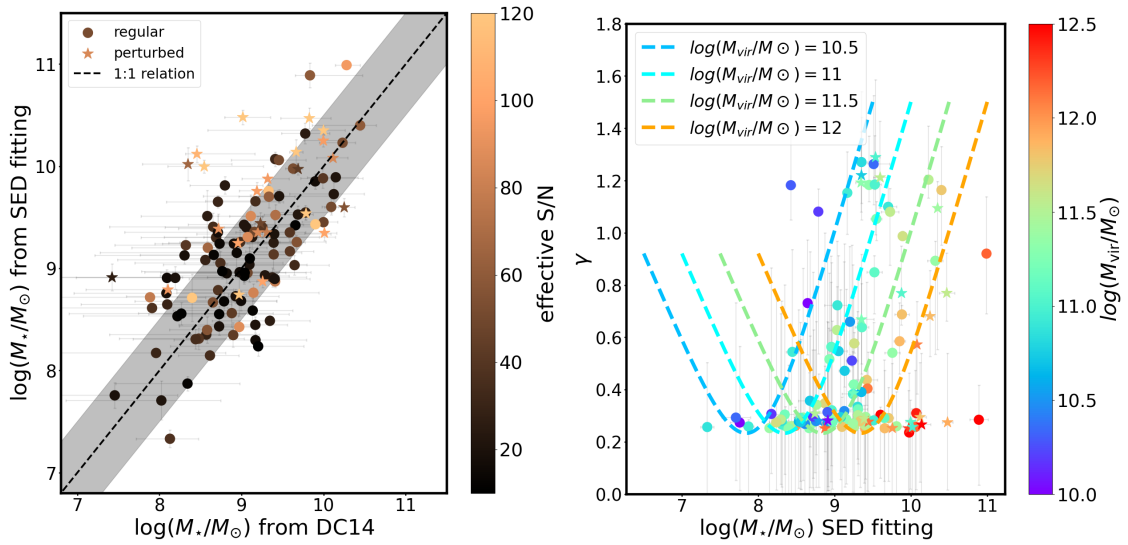 regular
perturbed
1:1 relation
11
10
9
8
7
7 8 9 10 11
log(M⋆/M⊙) from SED fitting
log(M⋆/M⊙) from DC14
120
100
80
60
40
20
effective S/N
log(Mvir/M⊙) = 10.5
log(Mvir/M⊙) = 11
log(Mvir/M⊙) = 11.5
log(Mvir/M⊙) = 12
1.8
1.6
1.4
1.2
1.0
0.8
0.6
0.4
0.2
0.0
γ
7 8 9 10 11
log(M⋆/M⊙) SED fitting
12.5
12.0
11.5
11.0
10.5
10.0
log(Mvir/M⊙)